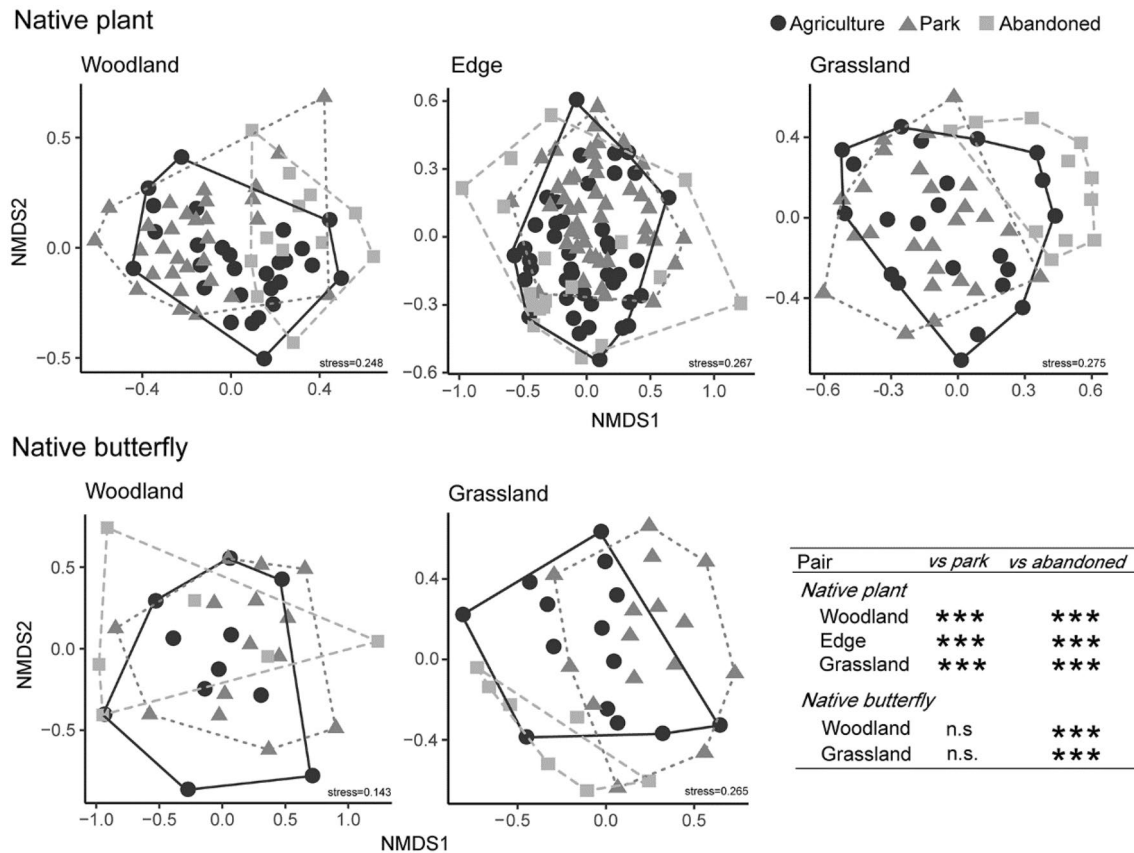 Native plant
Agriculture Park Abandoned
Woodland
Edge
Grassland
NMDS2
0.5
0.0
−0.5
−0.4
0.0
0.4
stress=0.248
0.6
0.3
0.0
−0.3
−0.6
−1.0
−0.5
0.0
0.5
1.0
stress=0.267
0.4
0.0
−0.4
−0.6
-0.3
0.0
0.3
0.6
stress=0.275
NMDS1
Native butterfly
Woodland
Grassland
NMDS2
0.5
0.0
−0.5
−1.0
−0.5
0.0
0.5
1.0
stress=0.143
0.4
0.0
−0.4
−0.5
0.0
0.5
stress=0.265
NMDS1
Pair vs park vs abandoned
Native plant
Woodland *** ***
Edge *** ***
Grassland *** ***
Native butterfly
Woodland n.s ***
Grassland n.s. ***